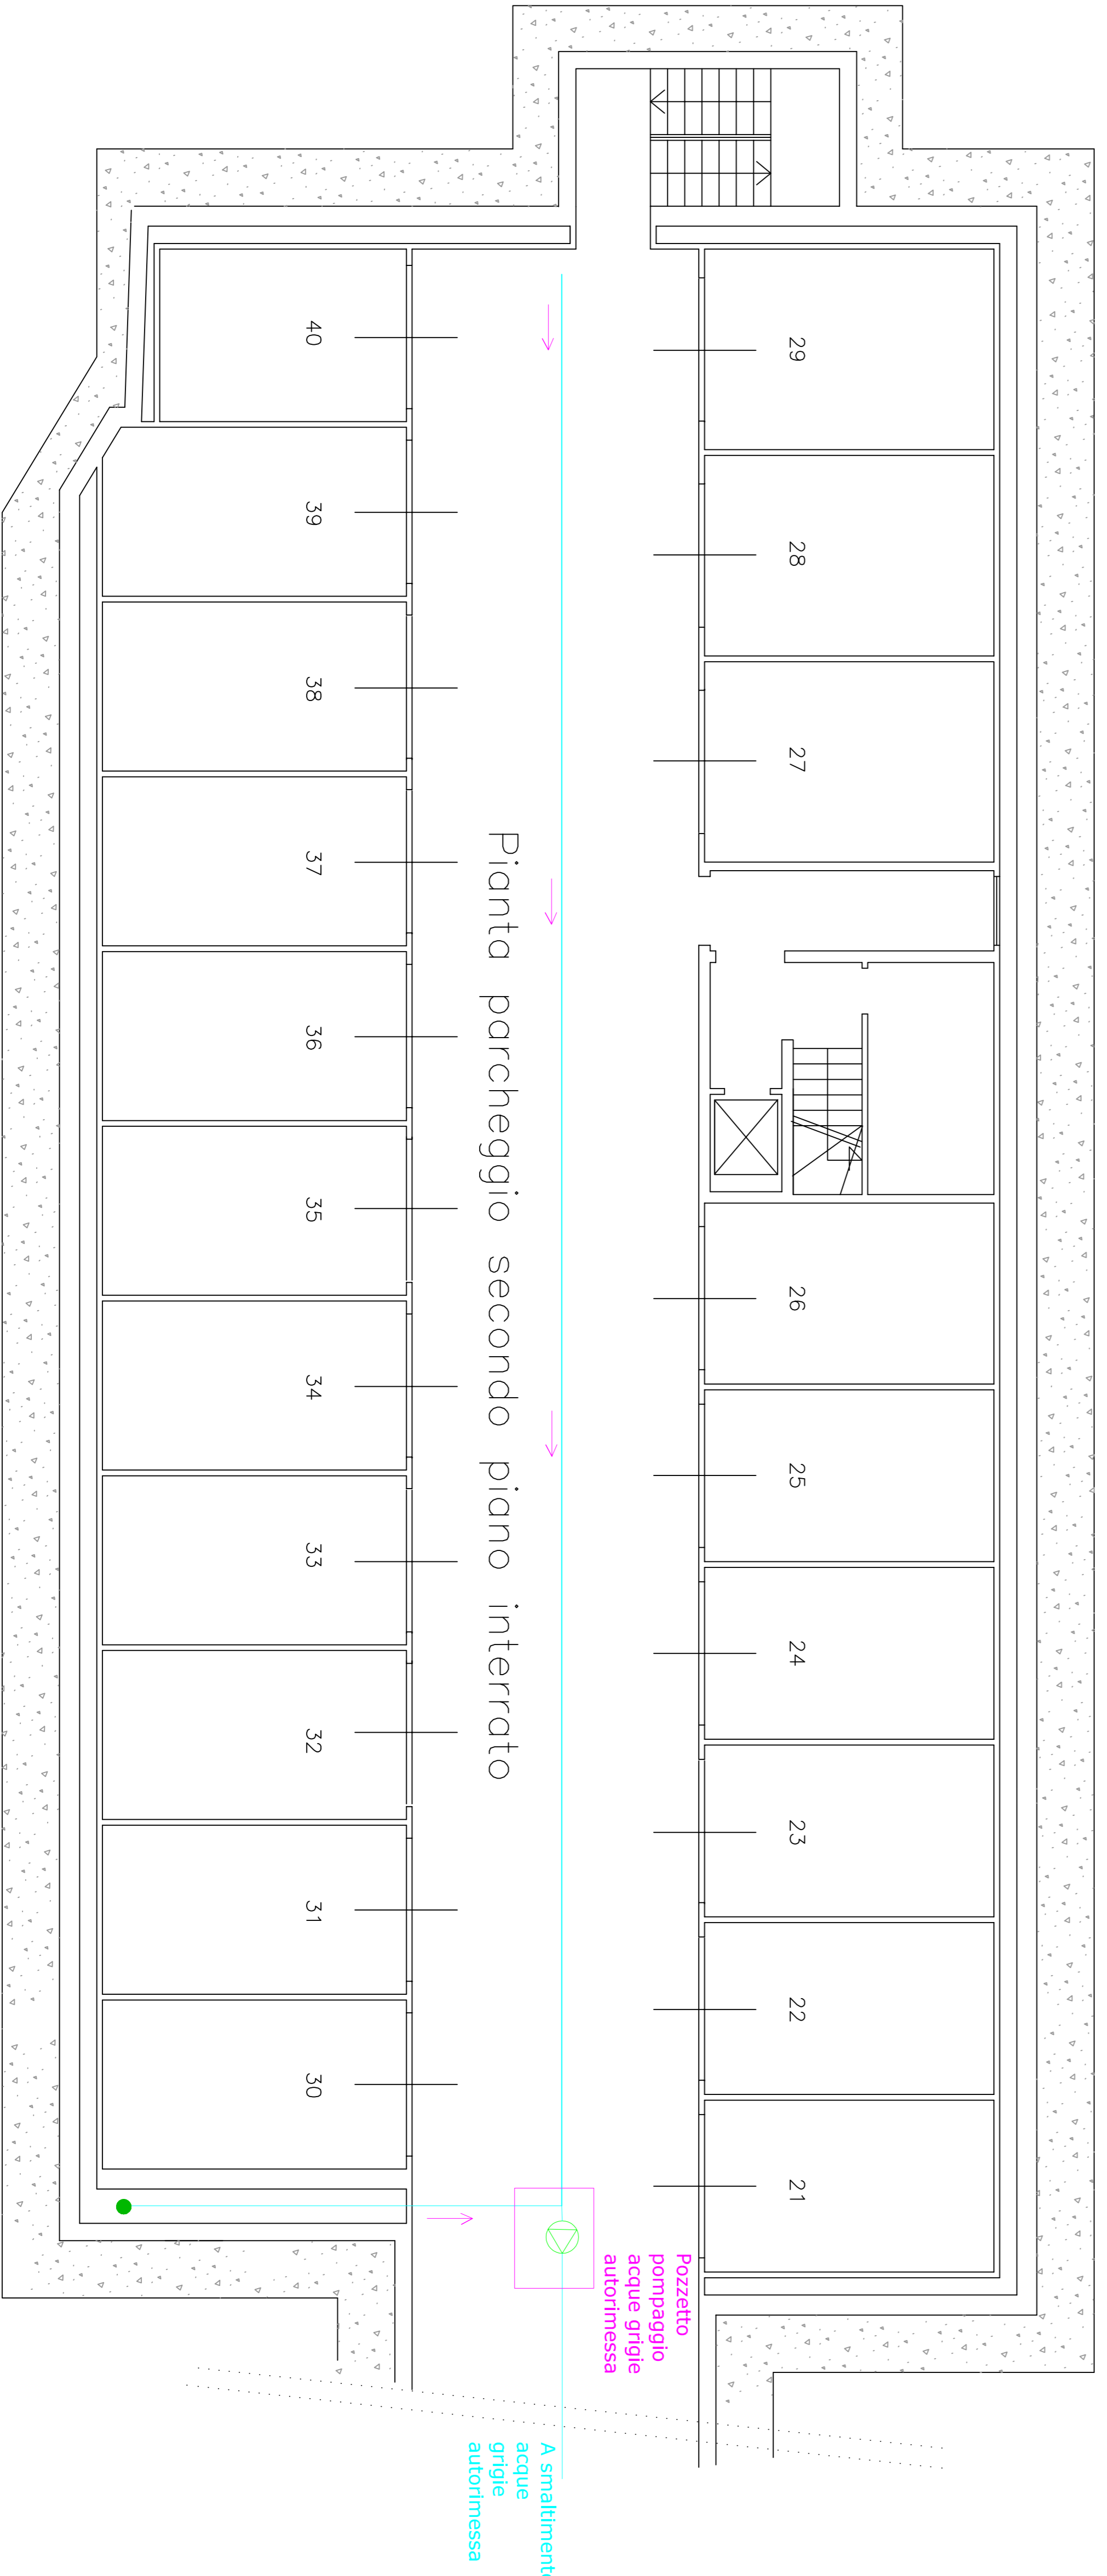 29
28
27
26
25
24
23
22
21
Pozzetto
pompaggio
acque grigie
autorimessa
Pianta parcheggio secondo piano interrato
A smaltimento
acque
grigie
autorimessa
40
39
38
37
36
35
34
33
32
31
30